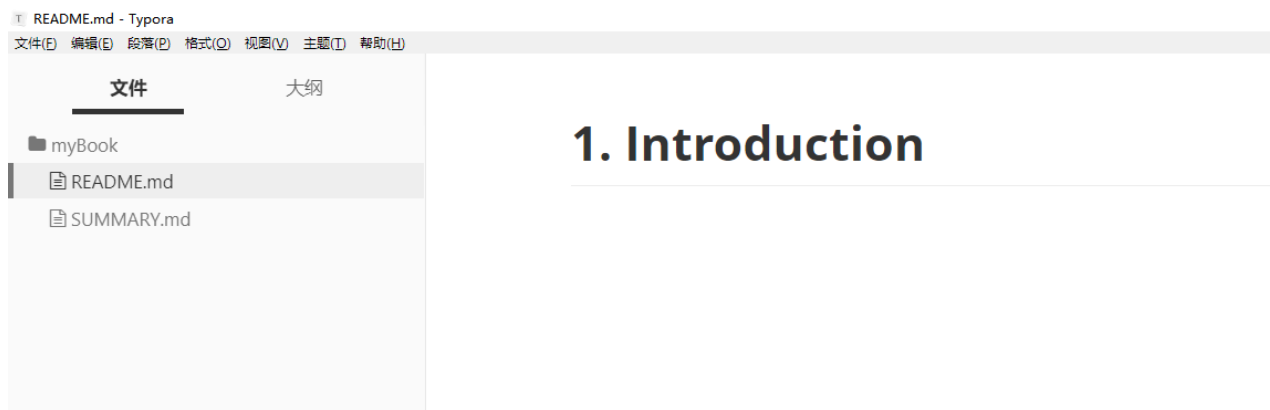 T README.md - Typora
文件(F) 编辑(E) 段落(P) 格式(O) 视图(V) 主题(T) 帮助(H)
文件 大纲
myBook
README.md
SUMMARY.md
1. Introduction